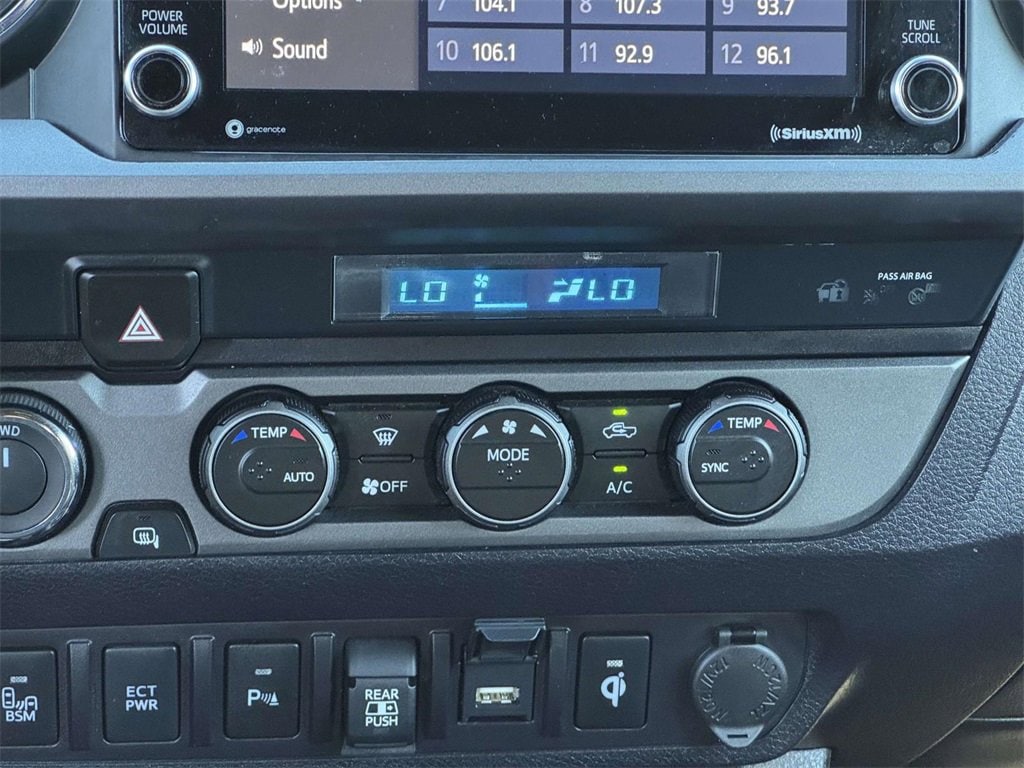 POWER
VOLUME
Options
7 104.1 8 107.3 9 93.7
TUNE
SCROLL
Sound
10 106.1 11 92.9 12 96.1
gracenote
((SiriusXM))
PASS AIR BAG
LO LO
WD
TEMP
AUTO
OFF
MODE
A/C
TEMP
SYNC
BSM
ECT
PWR
P
REAR
PUSH